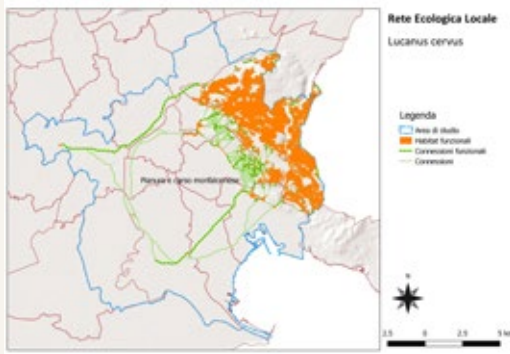 Rete Ecologica Locale
Lucanus cervus
Legenda
Area di studio
Habitat funzionali
Connessioni funzionali
Connessioni
Pianura e carso monfalconese
N
2.5 0 2.5 5